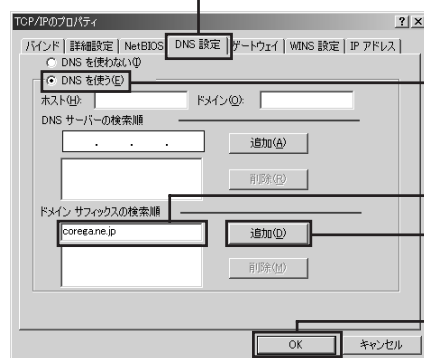 TCP/IPのプロパティ
バインド 詳細設定 NetBIOS DNS 設定 ゲートウェイ WINS 設定 IP アドレス
DNS を使わない(I)
DNS を使う(E)
ホスト(H): ドメイン(O):
DNS サーバーの検索順
追加(A)
削除(R)
ドメイン サフィックスの検索順
corega.ne.jp 追加(D)
削除(M)
OK キャンセル